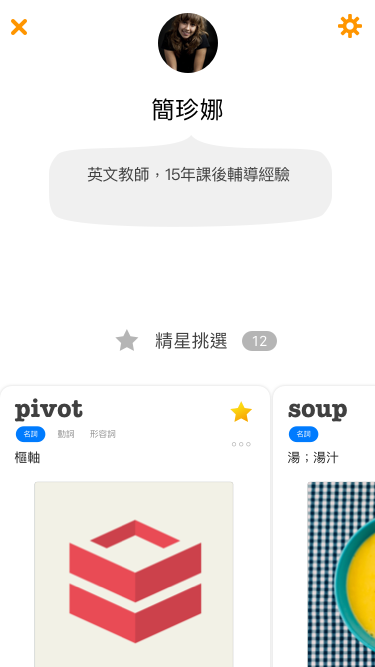 簡珍娜
英文教師，15年課後輔導經驗
精星挑選 12
pivot
名詞 動詞 形容詞
樞軸
soup
名詞
湯；湯汁